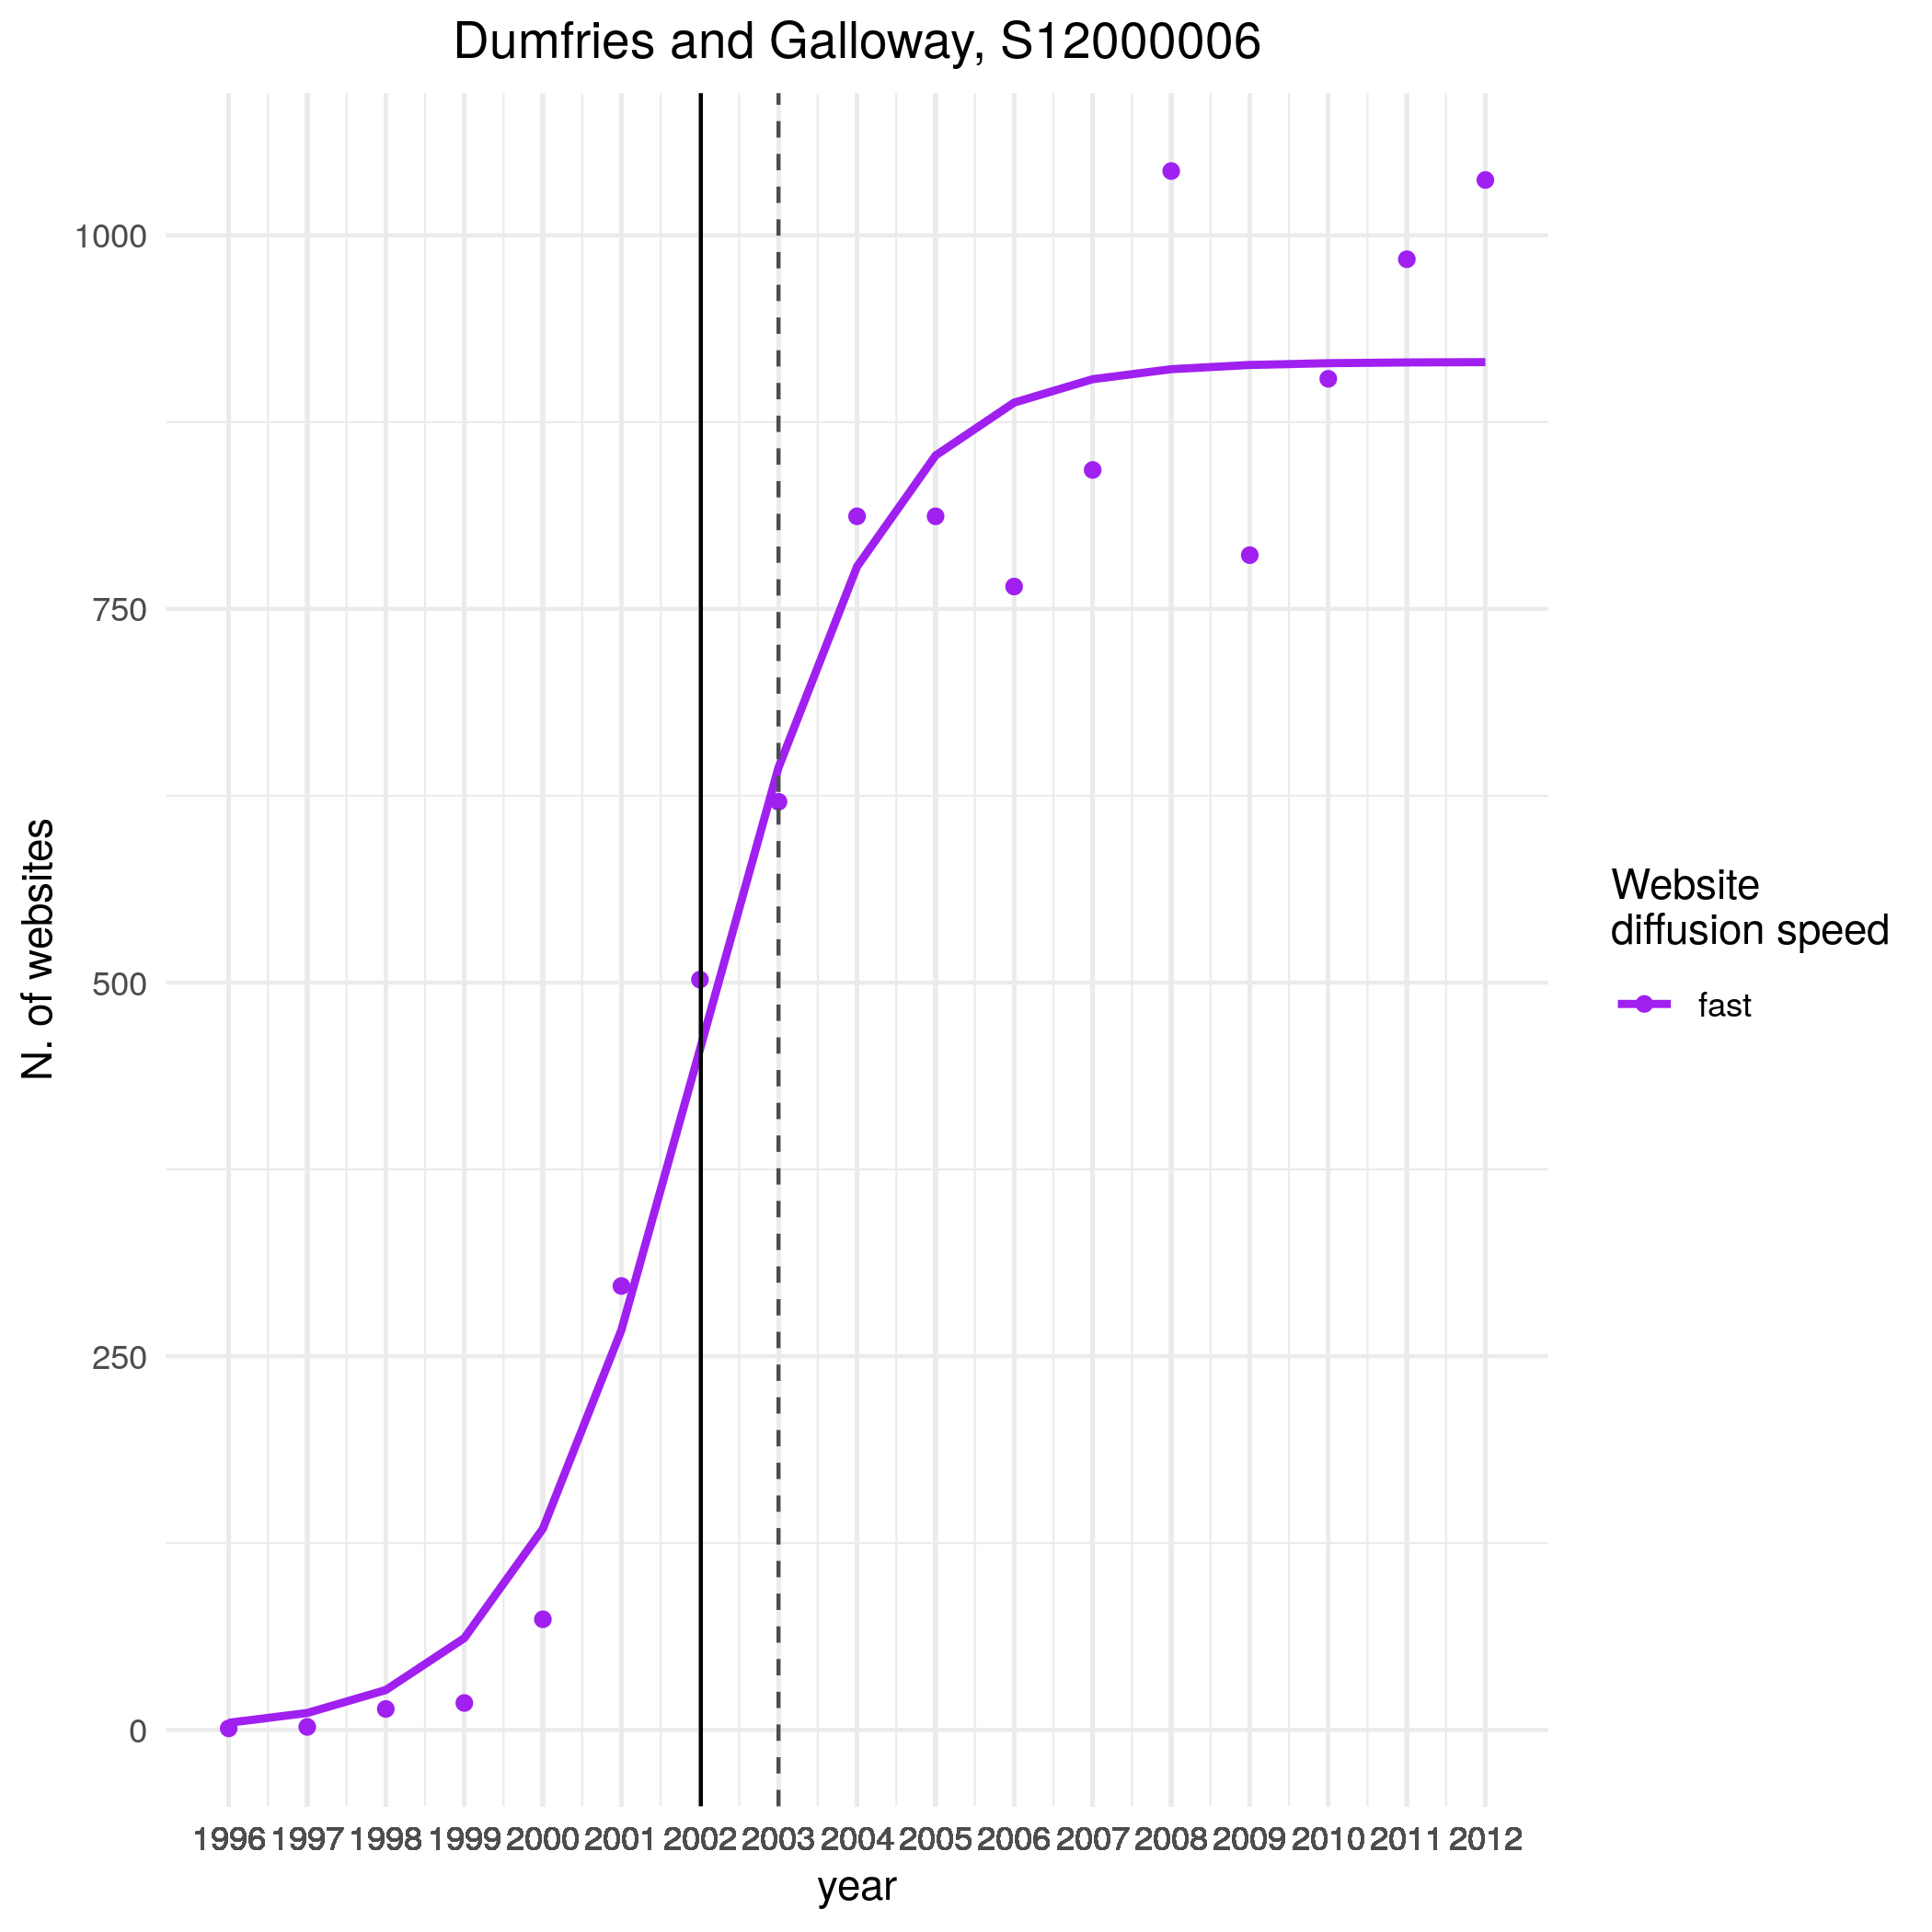 Dumfries and Galloway, S12000006
1000
750
500
250
0
N. of websites
1996 1997 1998 1999 2000 2001 2002 2003 2004 2005 2006 2007 2008 2009 2010 2011 2012
year
Website
diffusion speed
fast